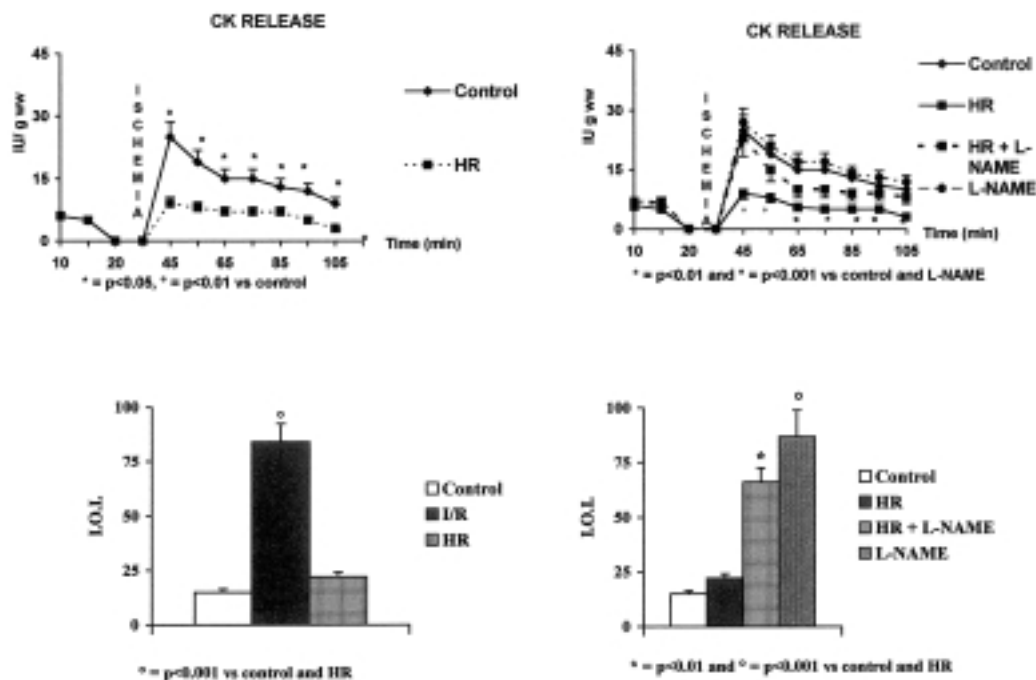 CK RELEASE
45
30
15
0
IU/ g ww
ISCHEMIA
* * * * * * *
Control
HR
Time (min)
10 20 45 65 85 105
* = p<0.05, ° = p<0.01 vs control
CK RELEASE
45
30
15
0
IU/ g ww
ISCHEMIA
Control
HR
HR + L-
NAME
L-NAME
Time (min)
10 20 45 65 85 105
* = p<0.01 and ° = p<0.001 vs control and L-NAME
100
75
50
25
0
I.O.I.
°
Control
I/R
HR
° = p<0.001 vs control and HR
100
75
50
25
0
I.O.I.
* °
Control
HR
HR + L-NAME
L-NAME
* = p<0.01 and ° = p<0.001 vs control and HR